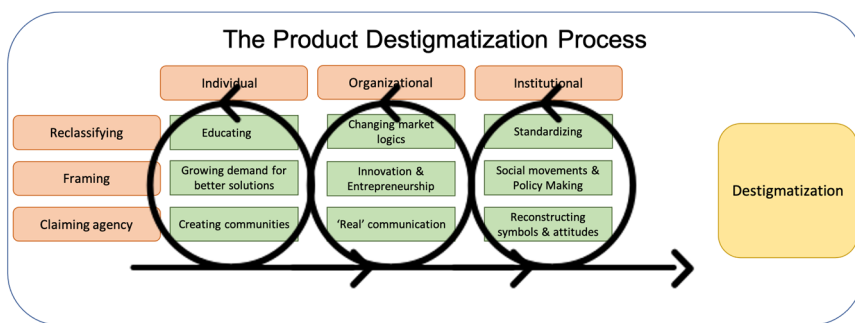 The Product Destigmatization Process
Individual
Organizational
Institutional
Reclassifying
Educating
Changing market
logics
Standardizing
Framing
Growing demand for
better solutions
Innovation &
Entrepreneurship
Social movements &
Policy Making
Claiming agency
Creating communities
‘Real’ communication
Reconstructing
symbols & attitudes
Destigmatization